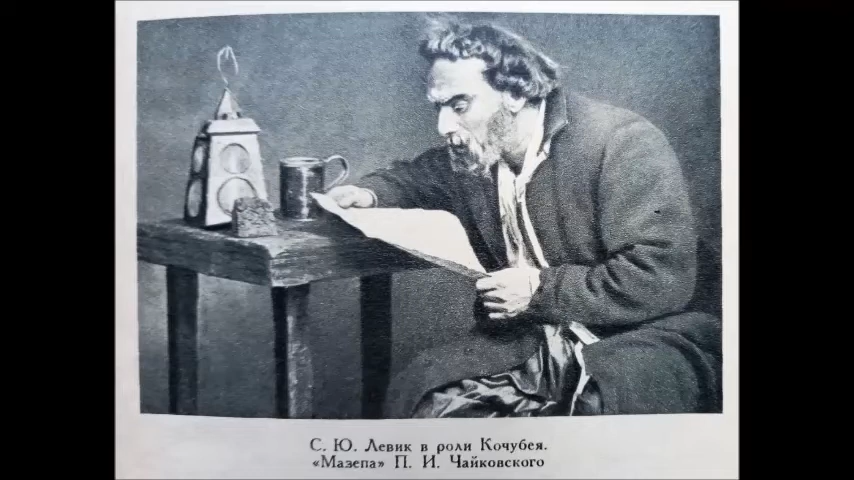 С. Ю. Левик в роли Кочубея.
«Мазепа» П. И. Чайковского